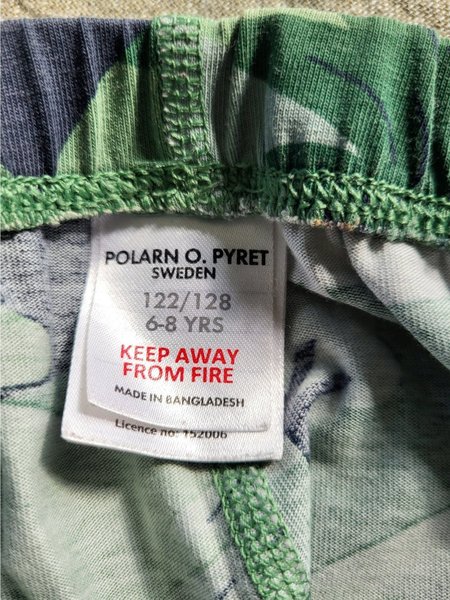 POLARN O. PYRET
SWEDEN
122/128
6-8 YRS
KEEP AWAY
FROM FIRE
MADE IN BANGLADESH
Licence no: 152006